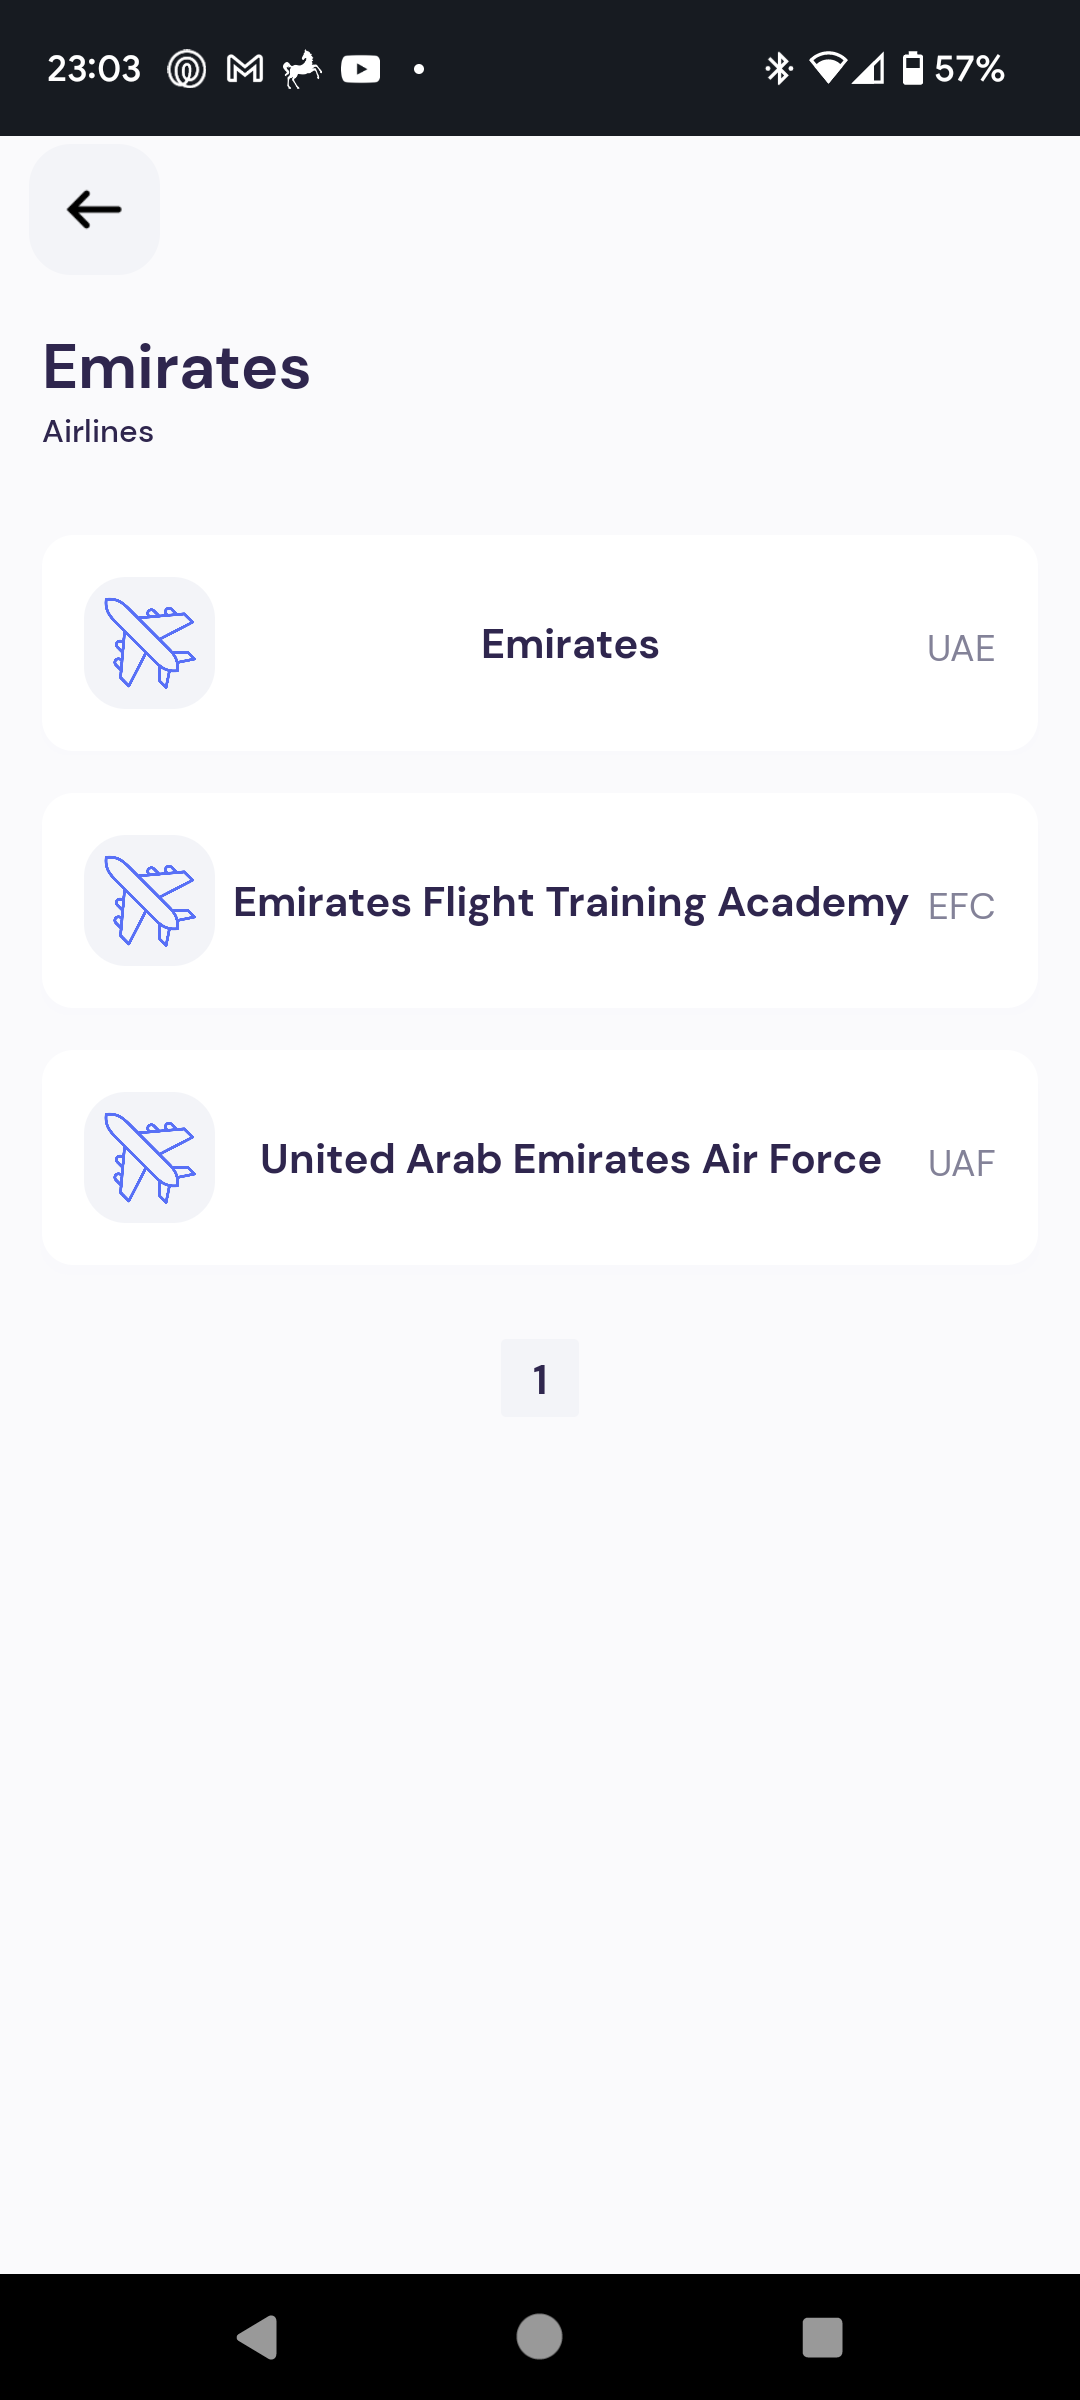 23:03 57%
Emirates
Airlines
Emirates UAE
Emirates Flight Training Academy EFC
United Arab Emirates Air Force UAF
1